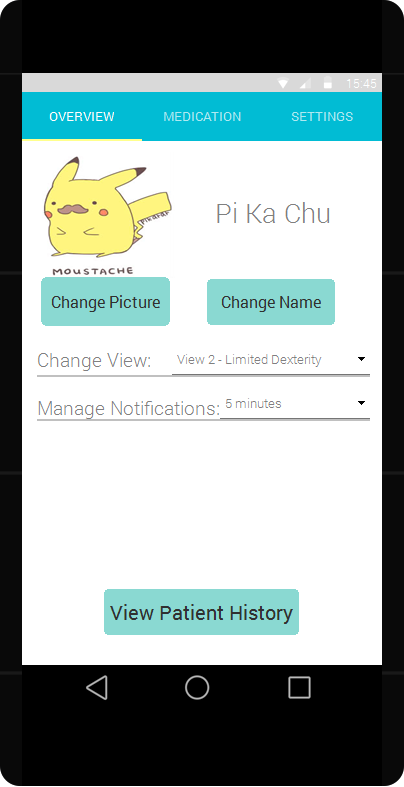 15:45
OVERVIEW MEDICATION SETTINGS
Pikarar
MOUSTACHE
Pi Ka Chu
Change Picture Change Name
Change View: View 2 - Limited Dexterity
Manage Notifications: 5 minutes
View Patient History